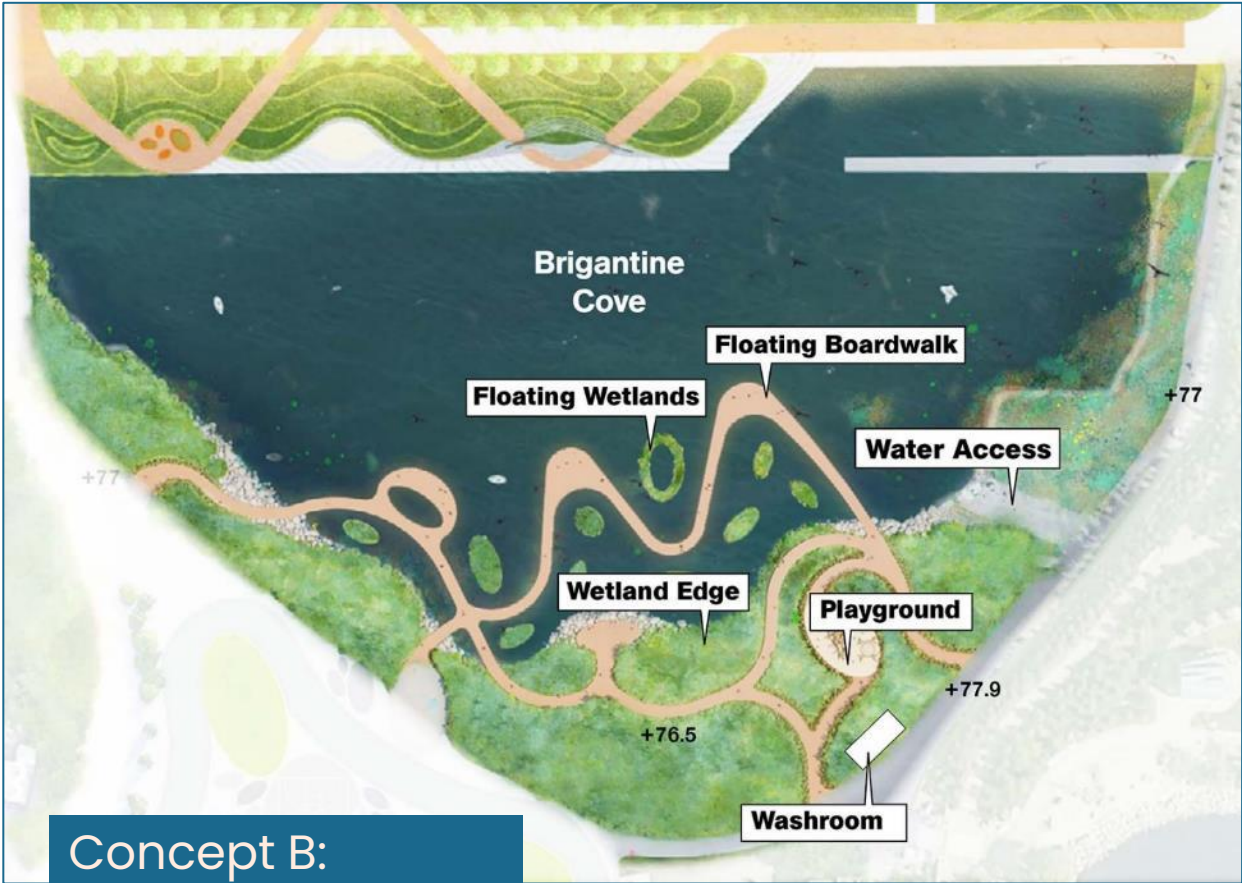 Brigantine
Cove
Floating Boardwalk
Floating Wetlands
+77
Water Access
+77
Wetland Edge
Playground
+77.9
+76.5
Washroom
Concept B: